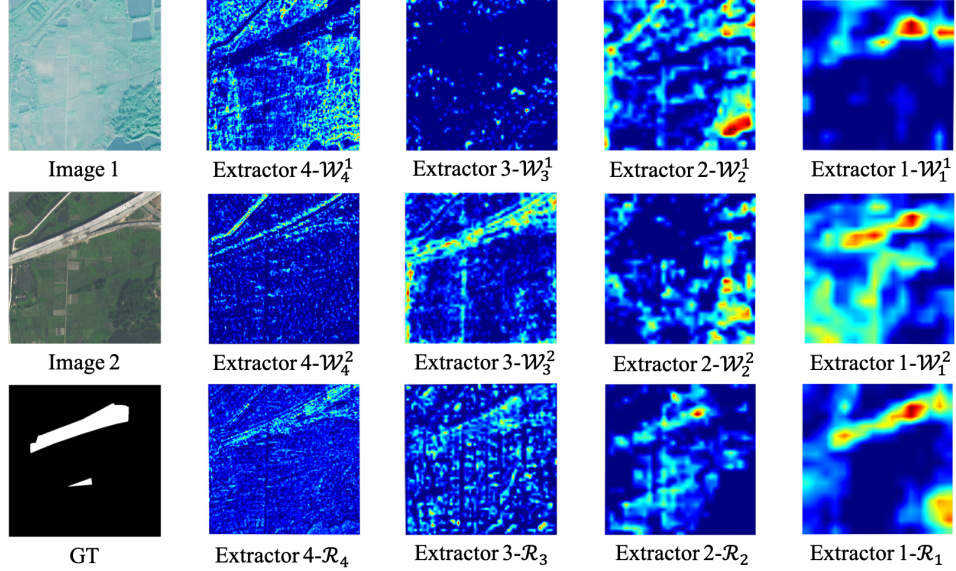 Image 1 Extractor 4-𝒲₄¹ Extractor 3-𝒲₃¹ Extractor 2-𝒲₂¹ Extractor 1-𝒲₁¹
Image 2 Extractor 4-𝒲₄² Extractor 3-𝒲₃² Extractor 2-𝒲₂² Extractor 1-𝒲₁²
GT Extractor 4-ℛ₄ Extractor 3-ℛ₃ Extractor 2-ℛ₂ Extractor 1-ℛ₁